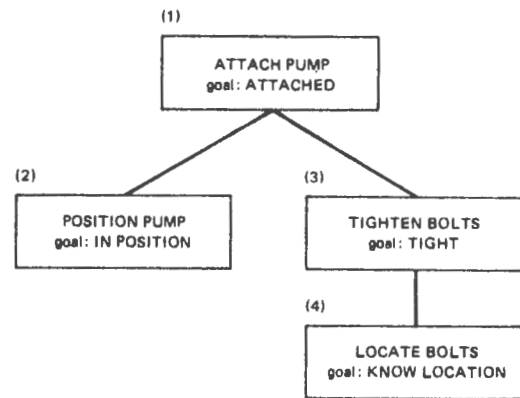 (1)
ATTACH PUMP
goal: ATTACHED
(2)
POSITION PUMP
goal: IN POSITION
(3)
TIGHTEN BOLTS
goal: TIGHT
(4)
LOCATE BOLTS
goal: KNOW LOCATION